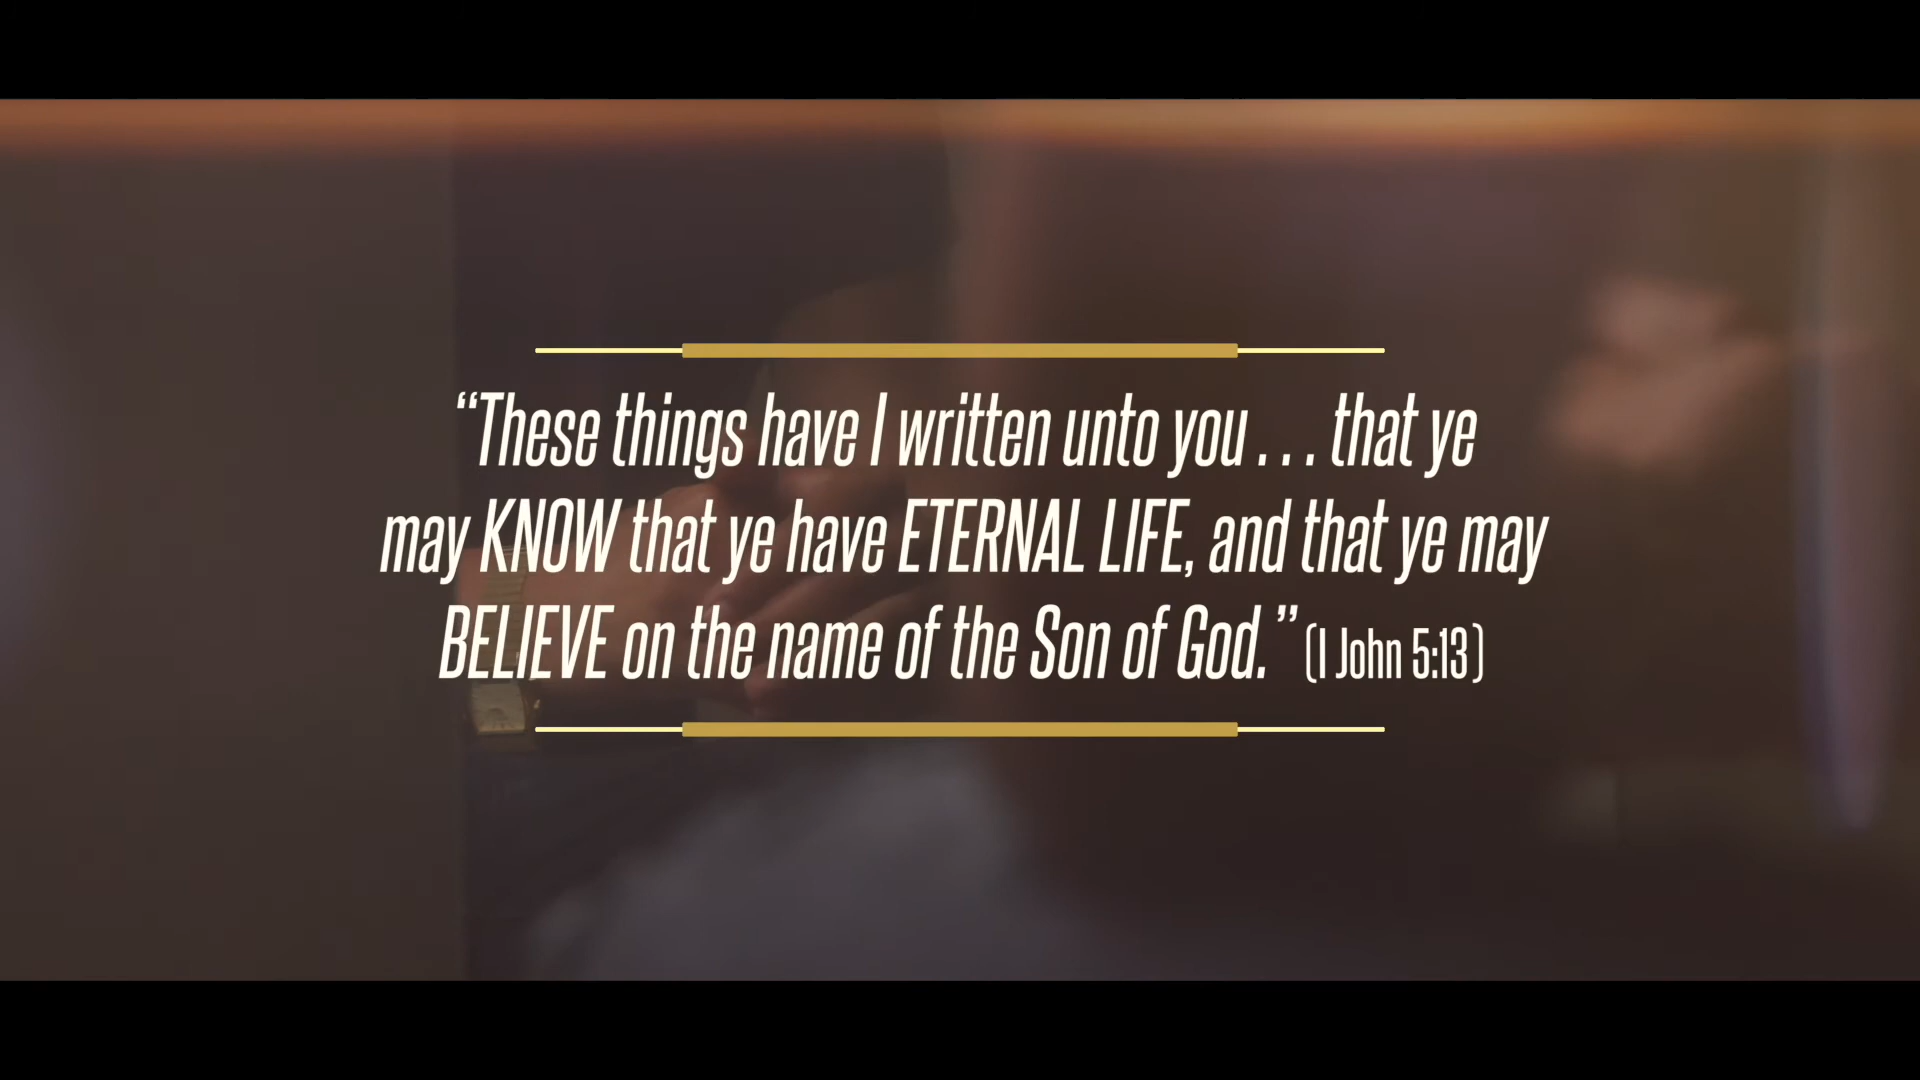 “These things have I written unto you . . . that ye
may KNOW that ye have ETERNAL LIFE, and that ye may
BELIEVE on the name of the Son of God.” (I John 5:13)